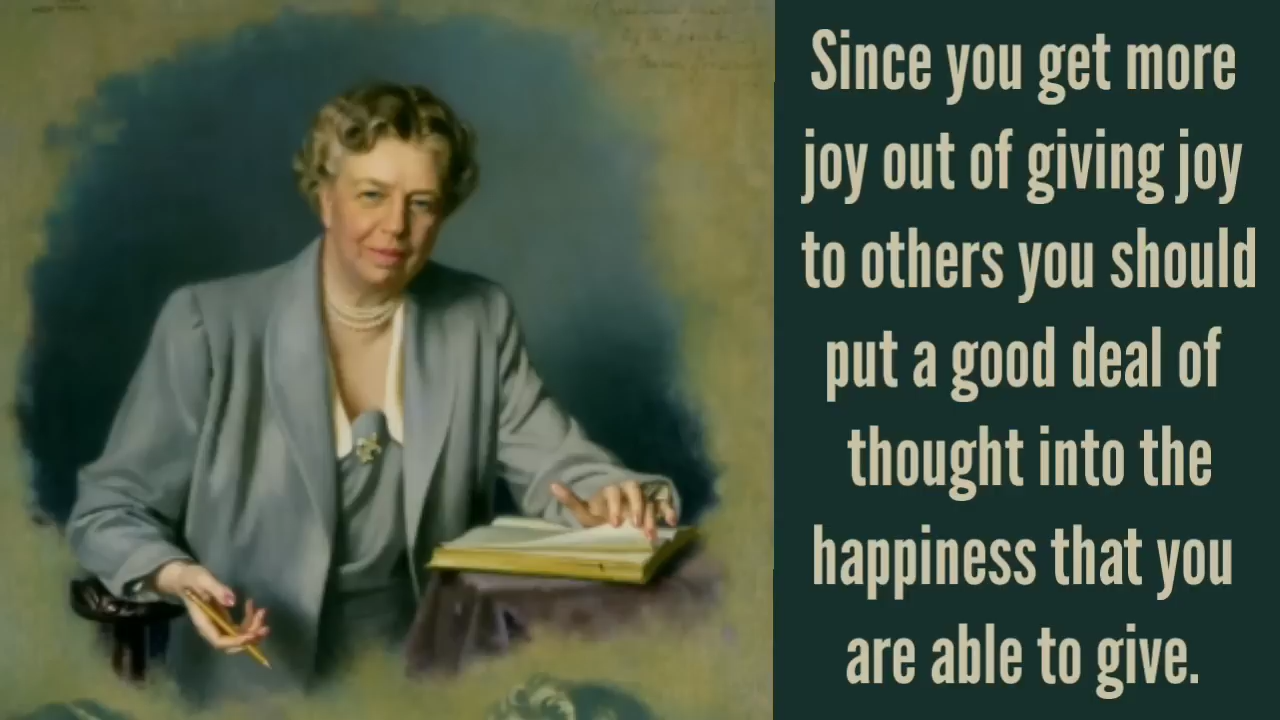 Since you get more
joy out of giving joy
to others you should
put a good deal of
thought into the
happiness that you
are able to give.